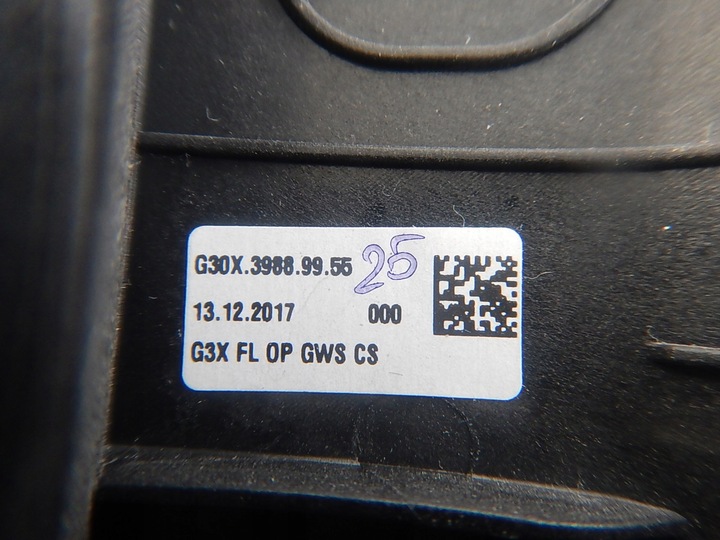 G30X.3988.99.55 25
13.12.2017 000
G3X FL OP GWS CS